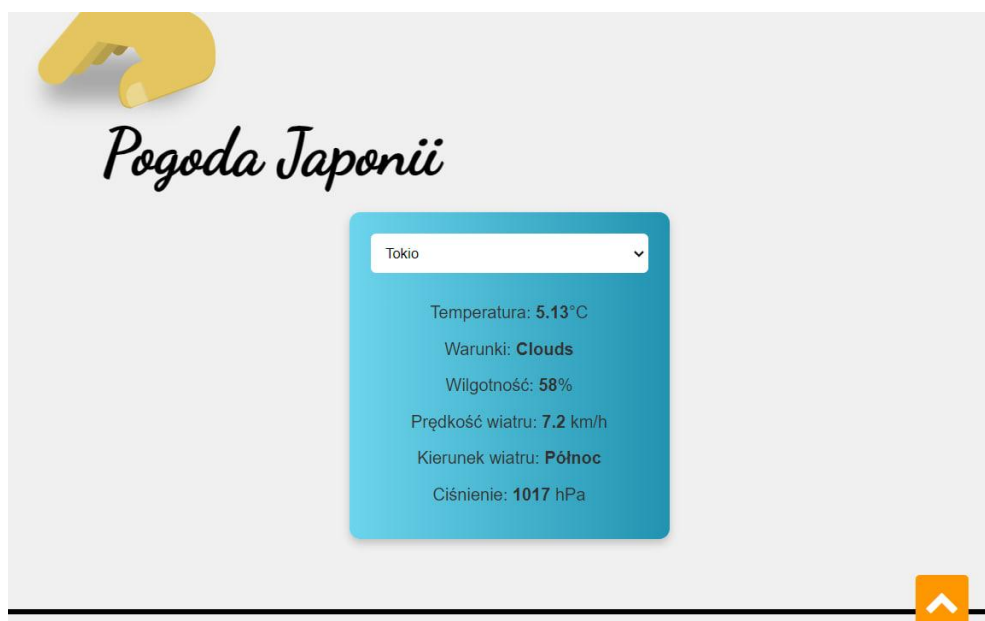 Pogoda Japonii
Tokio
Temperatura: 5.13°C
Warunki: Clouds
Wilgotność: 58%
Prędkość wiatru: 7.2 km/h
Kierunek wiatru: Północ
Ciśnienie: 1017 hPa